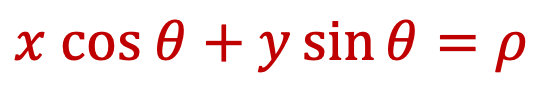 x cos θ + y sin θ = ρ